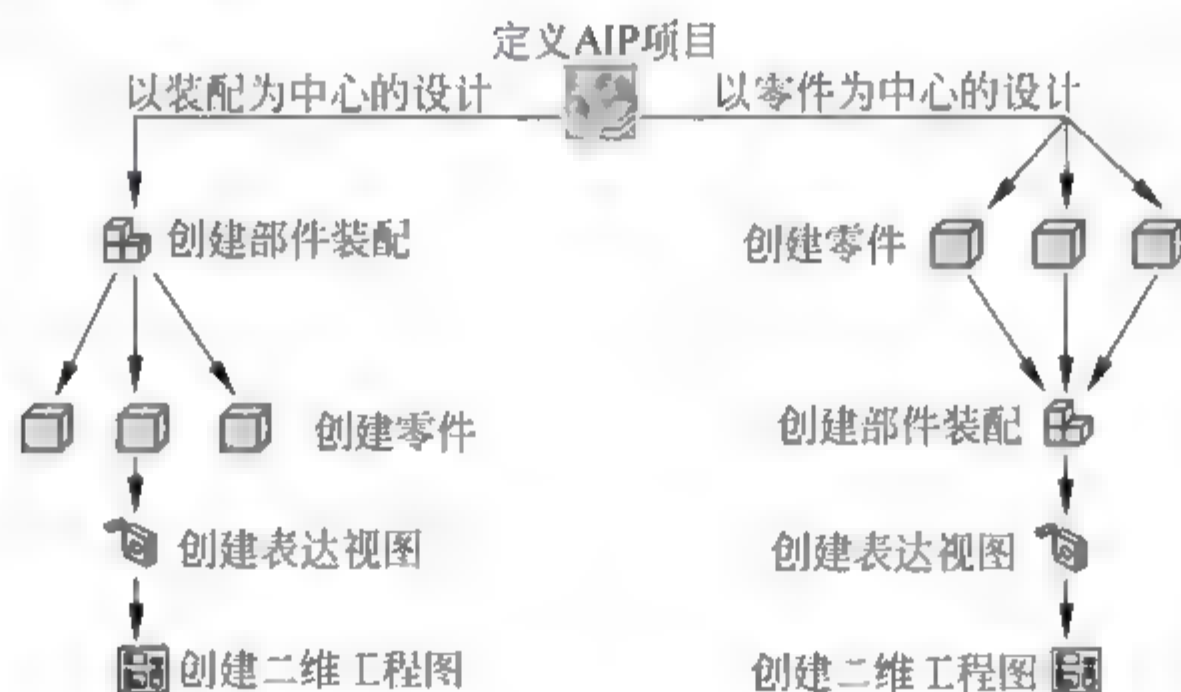 定义AIP项目
以装配为中心的设计
以零件为中心的设计
创建部件装配
创建零件
创建零件
创建部件装配
创建表达视图
创建表达视图
创建二维工程图
创建二维工程图